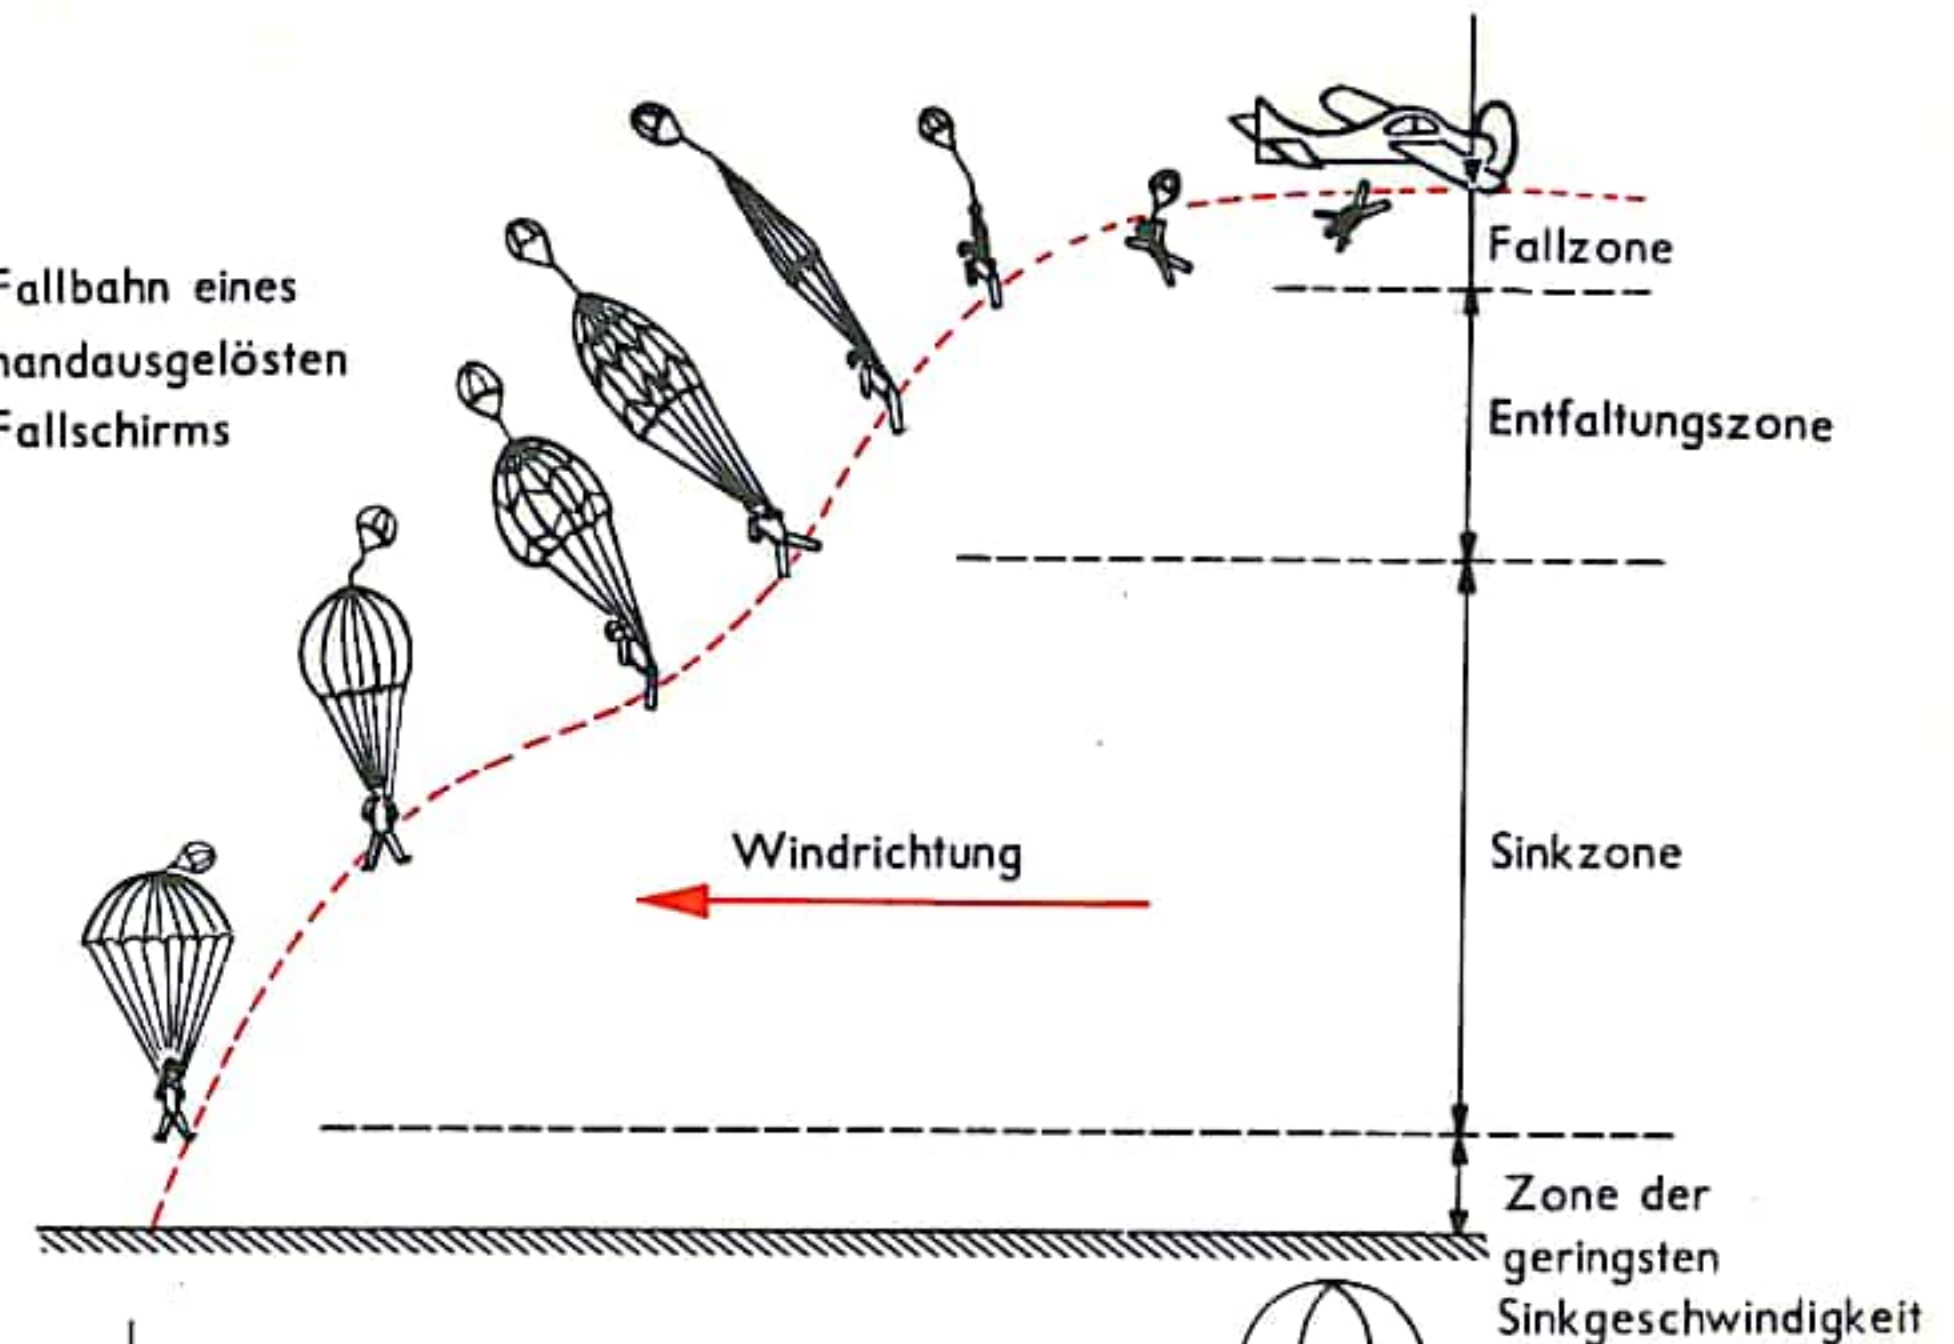 Fallzone
Fallbahn eines
handausgelösten
Fallschirms
Entfaltungszone
Windrichtung
Sinkzone
Zone der
geringsten
Sinkgeschwindigkeit